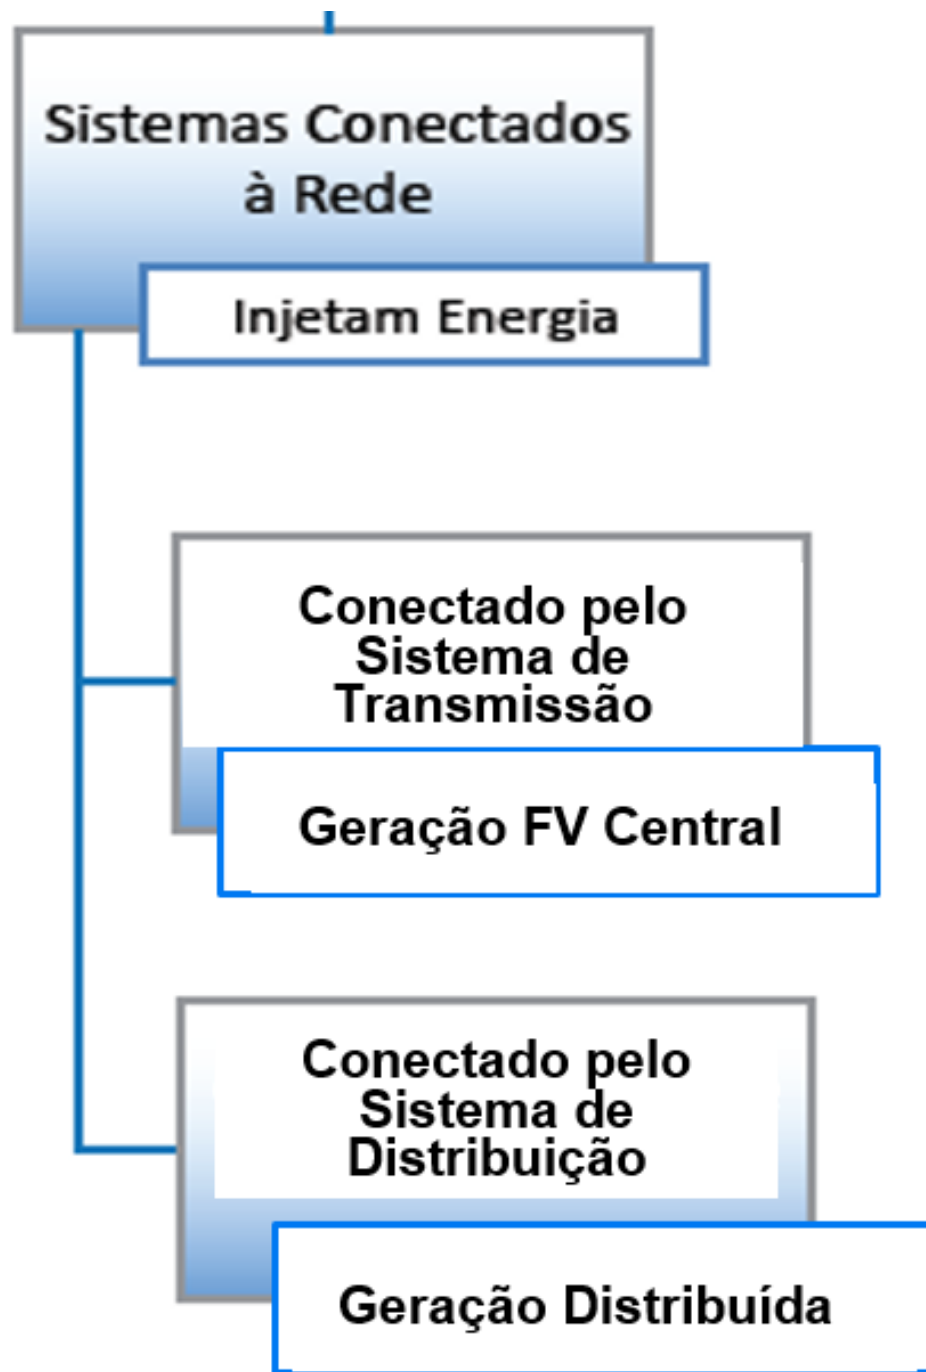 Sistemas Conectados
à Rede
Injetam Energia
Conectado pelo
Sistema de
Transmissão
Geração FV Central
Conectado pelo
Sistema de
Distribuição
Geração Distribuída